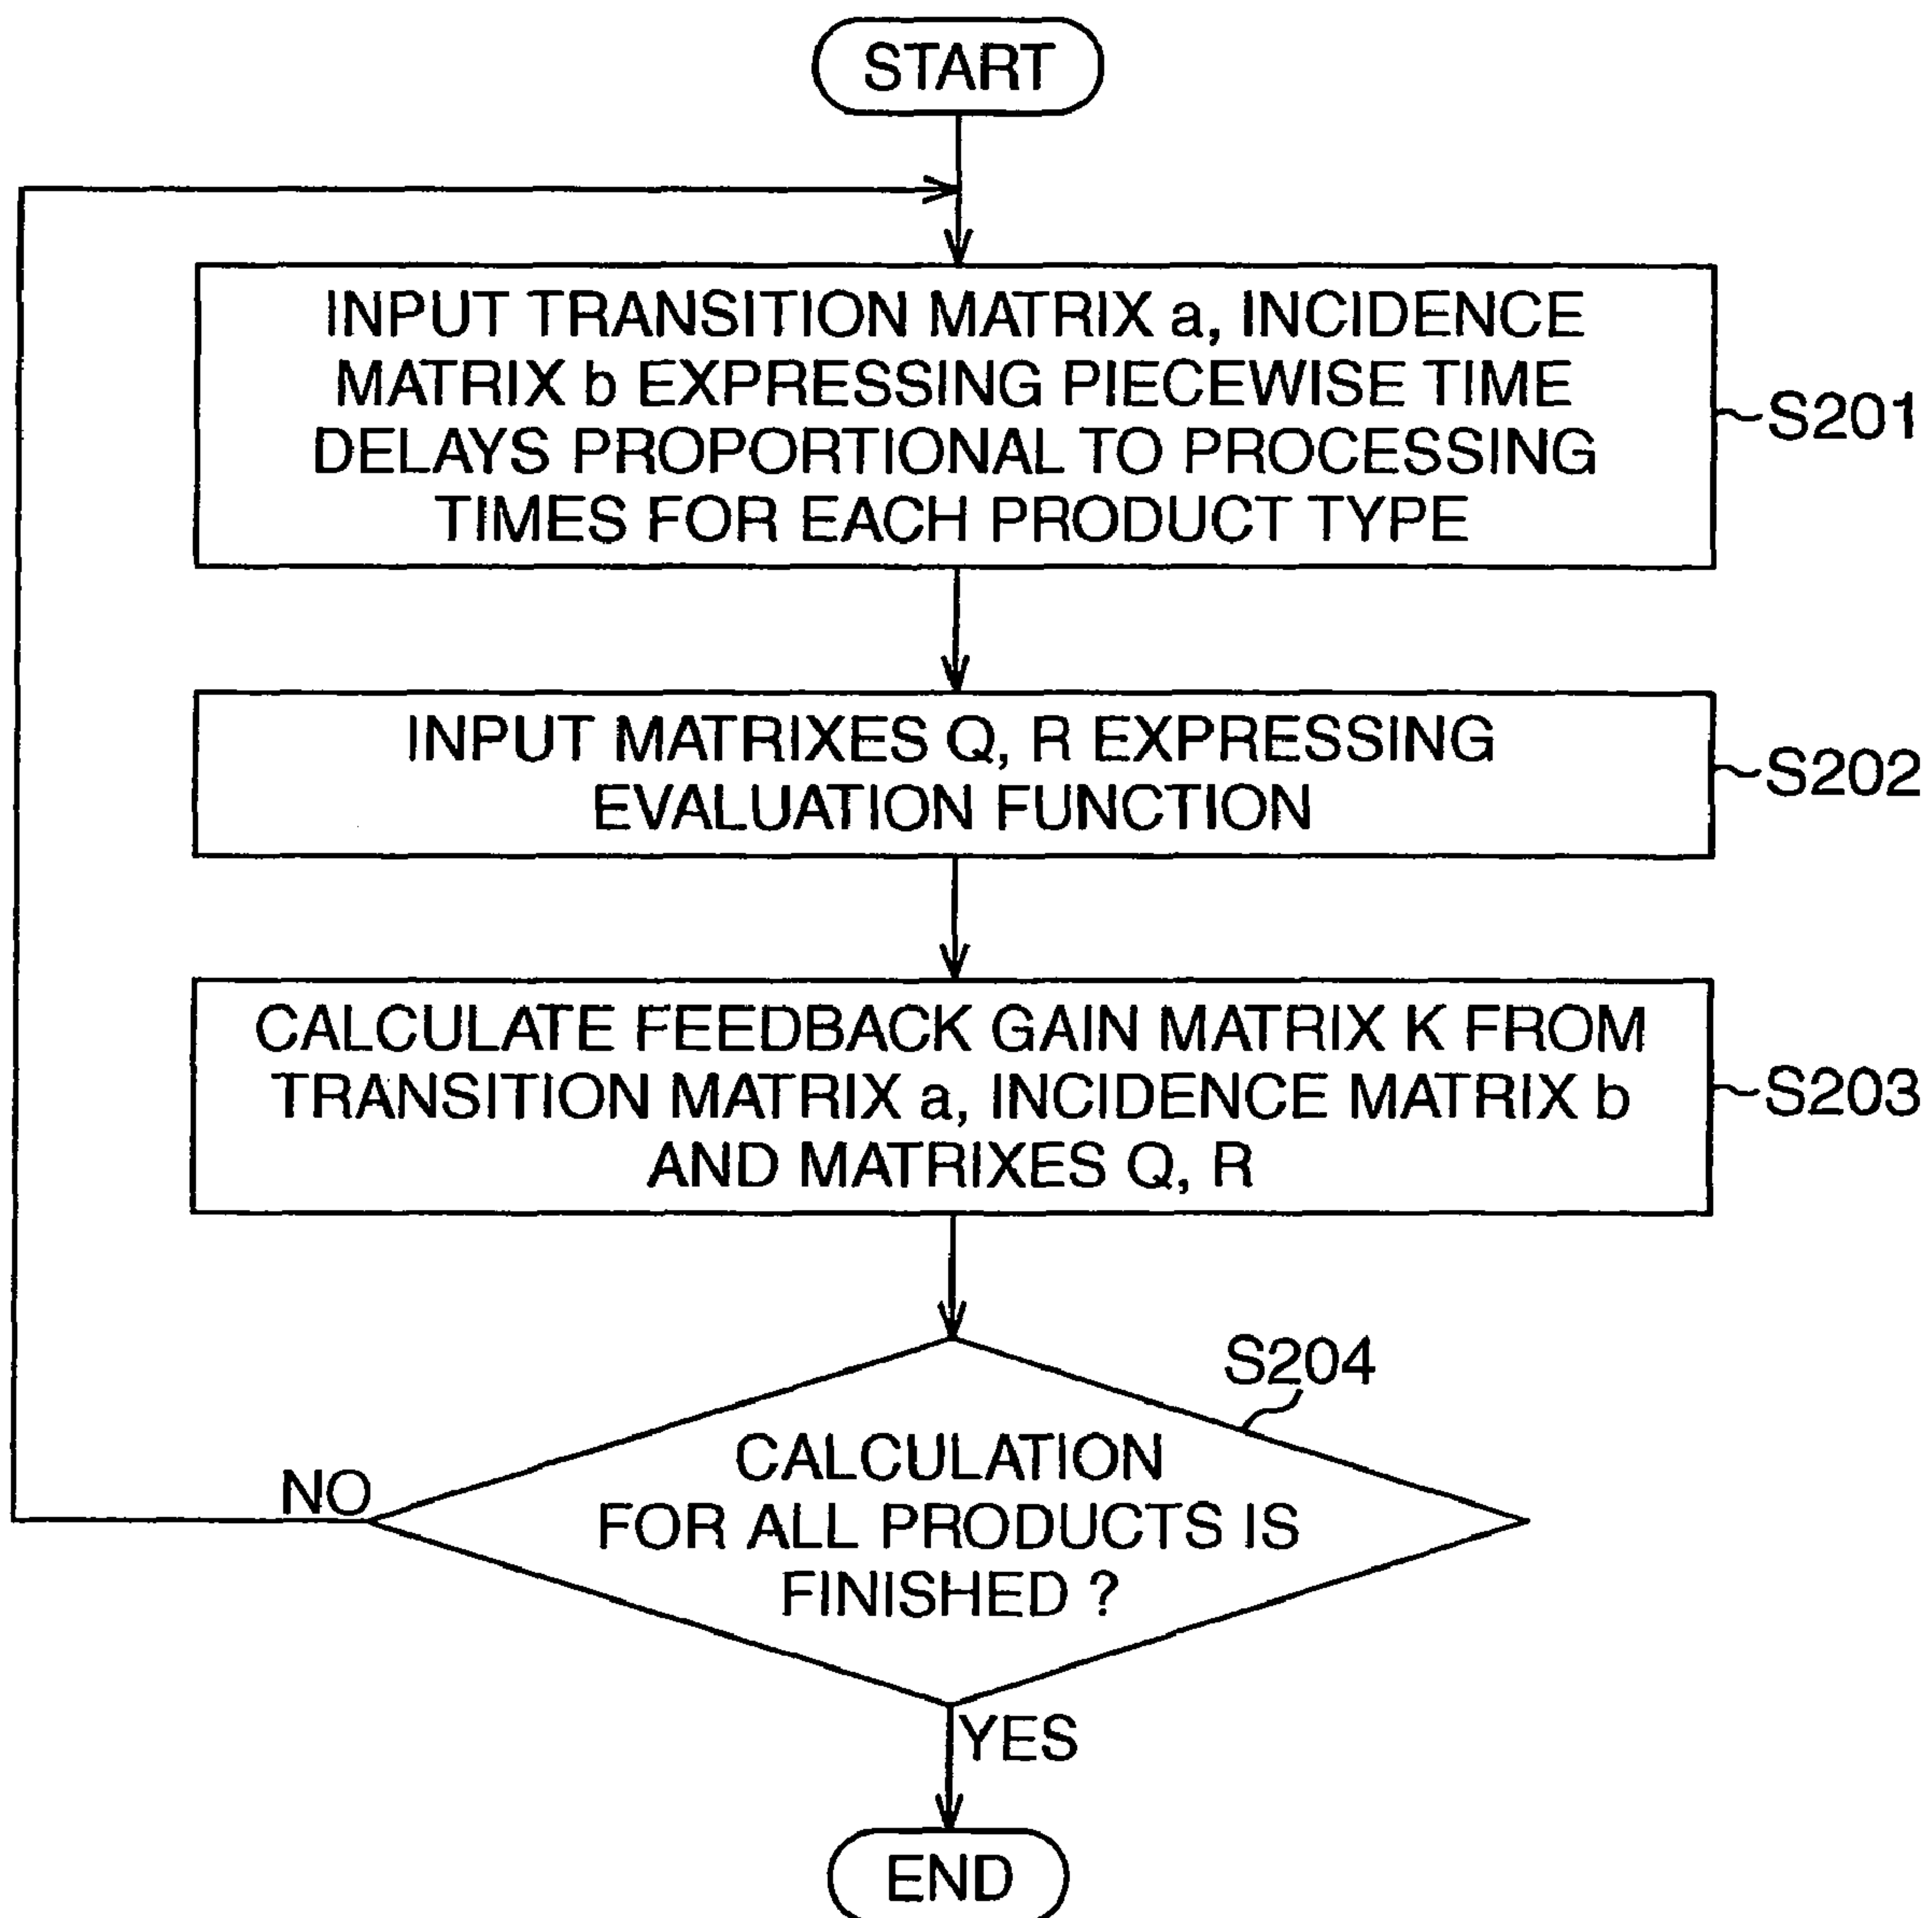 START
INPUT TRANSITION MATRIX a, INCIDENCE
MATRIX b EXPRESSING PIECEWISE TIME
DELAYS PROPORTIONAL TO PROCESSING
TIMES FOR EACH PRODUCT TYPE
S201
INPUT MATRIXES Q, R EXPRESSING
EVALUATION FUNCTION
S202
CALCULATE FEEDBACK GAIN MATRIX K FROM
TRANSITION MATRIX a, INCIDENCE MATRIX b
AND MATRIXES Q, R
S203
S204
CALCULATION
FOR ALL PRODUCTS IS
FINISHED ?
NO
YES
END